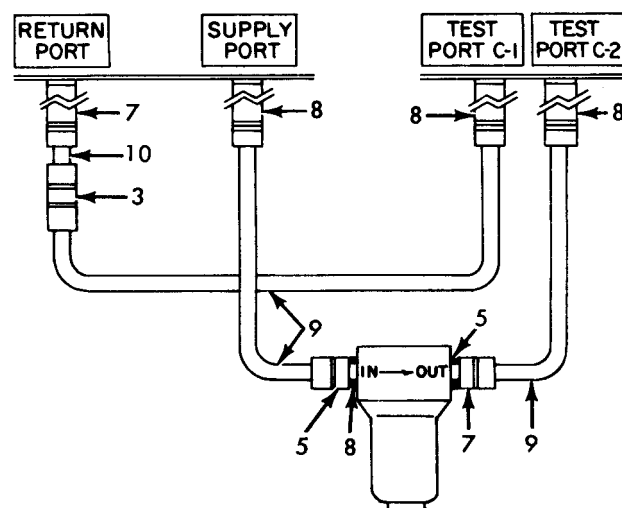 RETURN
PORT
SUPPLY
PORT
TEST
PORT C-1
TEST
PORT C-2
7
8
8
8
10
3
9
5
IN → OUT
5
8
7
9